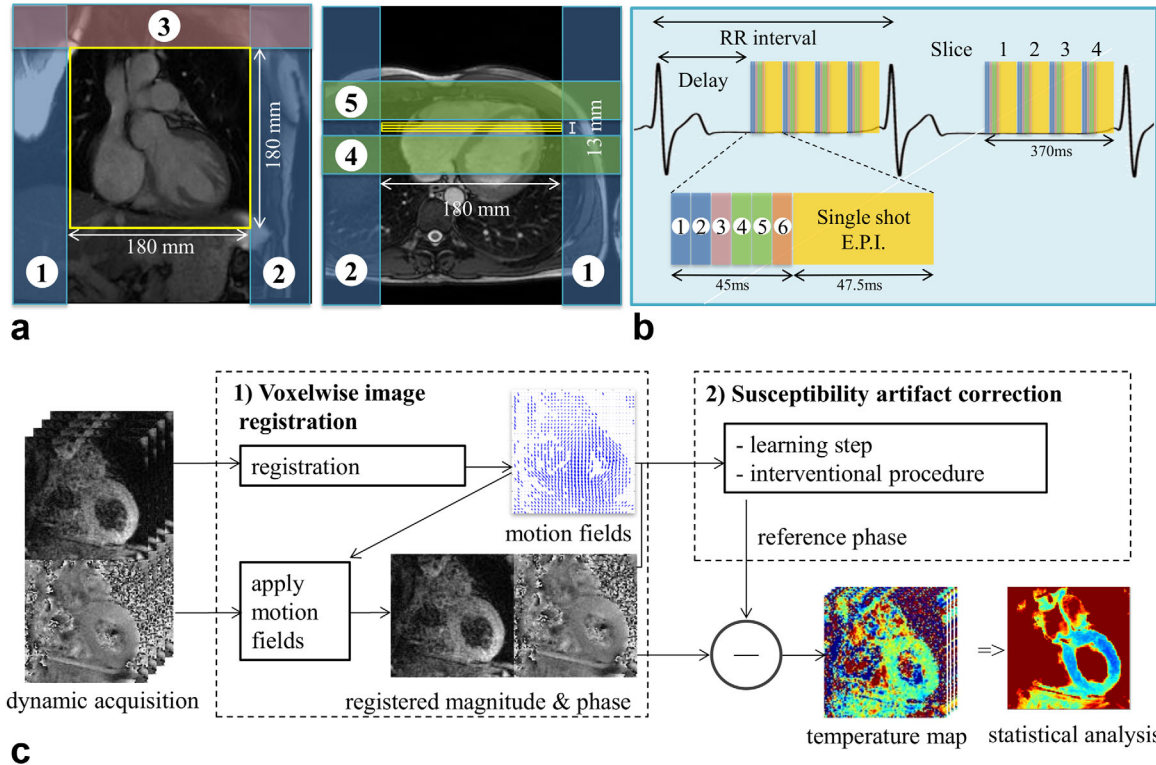 3
5
4
1
2
2
1
180 mm
180 mm
180 mm
13 mm
a
RR interval
Delay
Slice 1 2 3 4
370ms
1 2 3 4 5 6
Single shot
E.P.I.
45ms
47.5ms
b
1) Voxelwise image
registration
registration
motion fields
apply
motion
fields
dynamic acquisition
registered magnitude & phase
2) Susceptibility artifact correction
- learning step
- interventional procedure
reference phase
—
=>
temperature map
statistical analysis
c